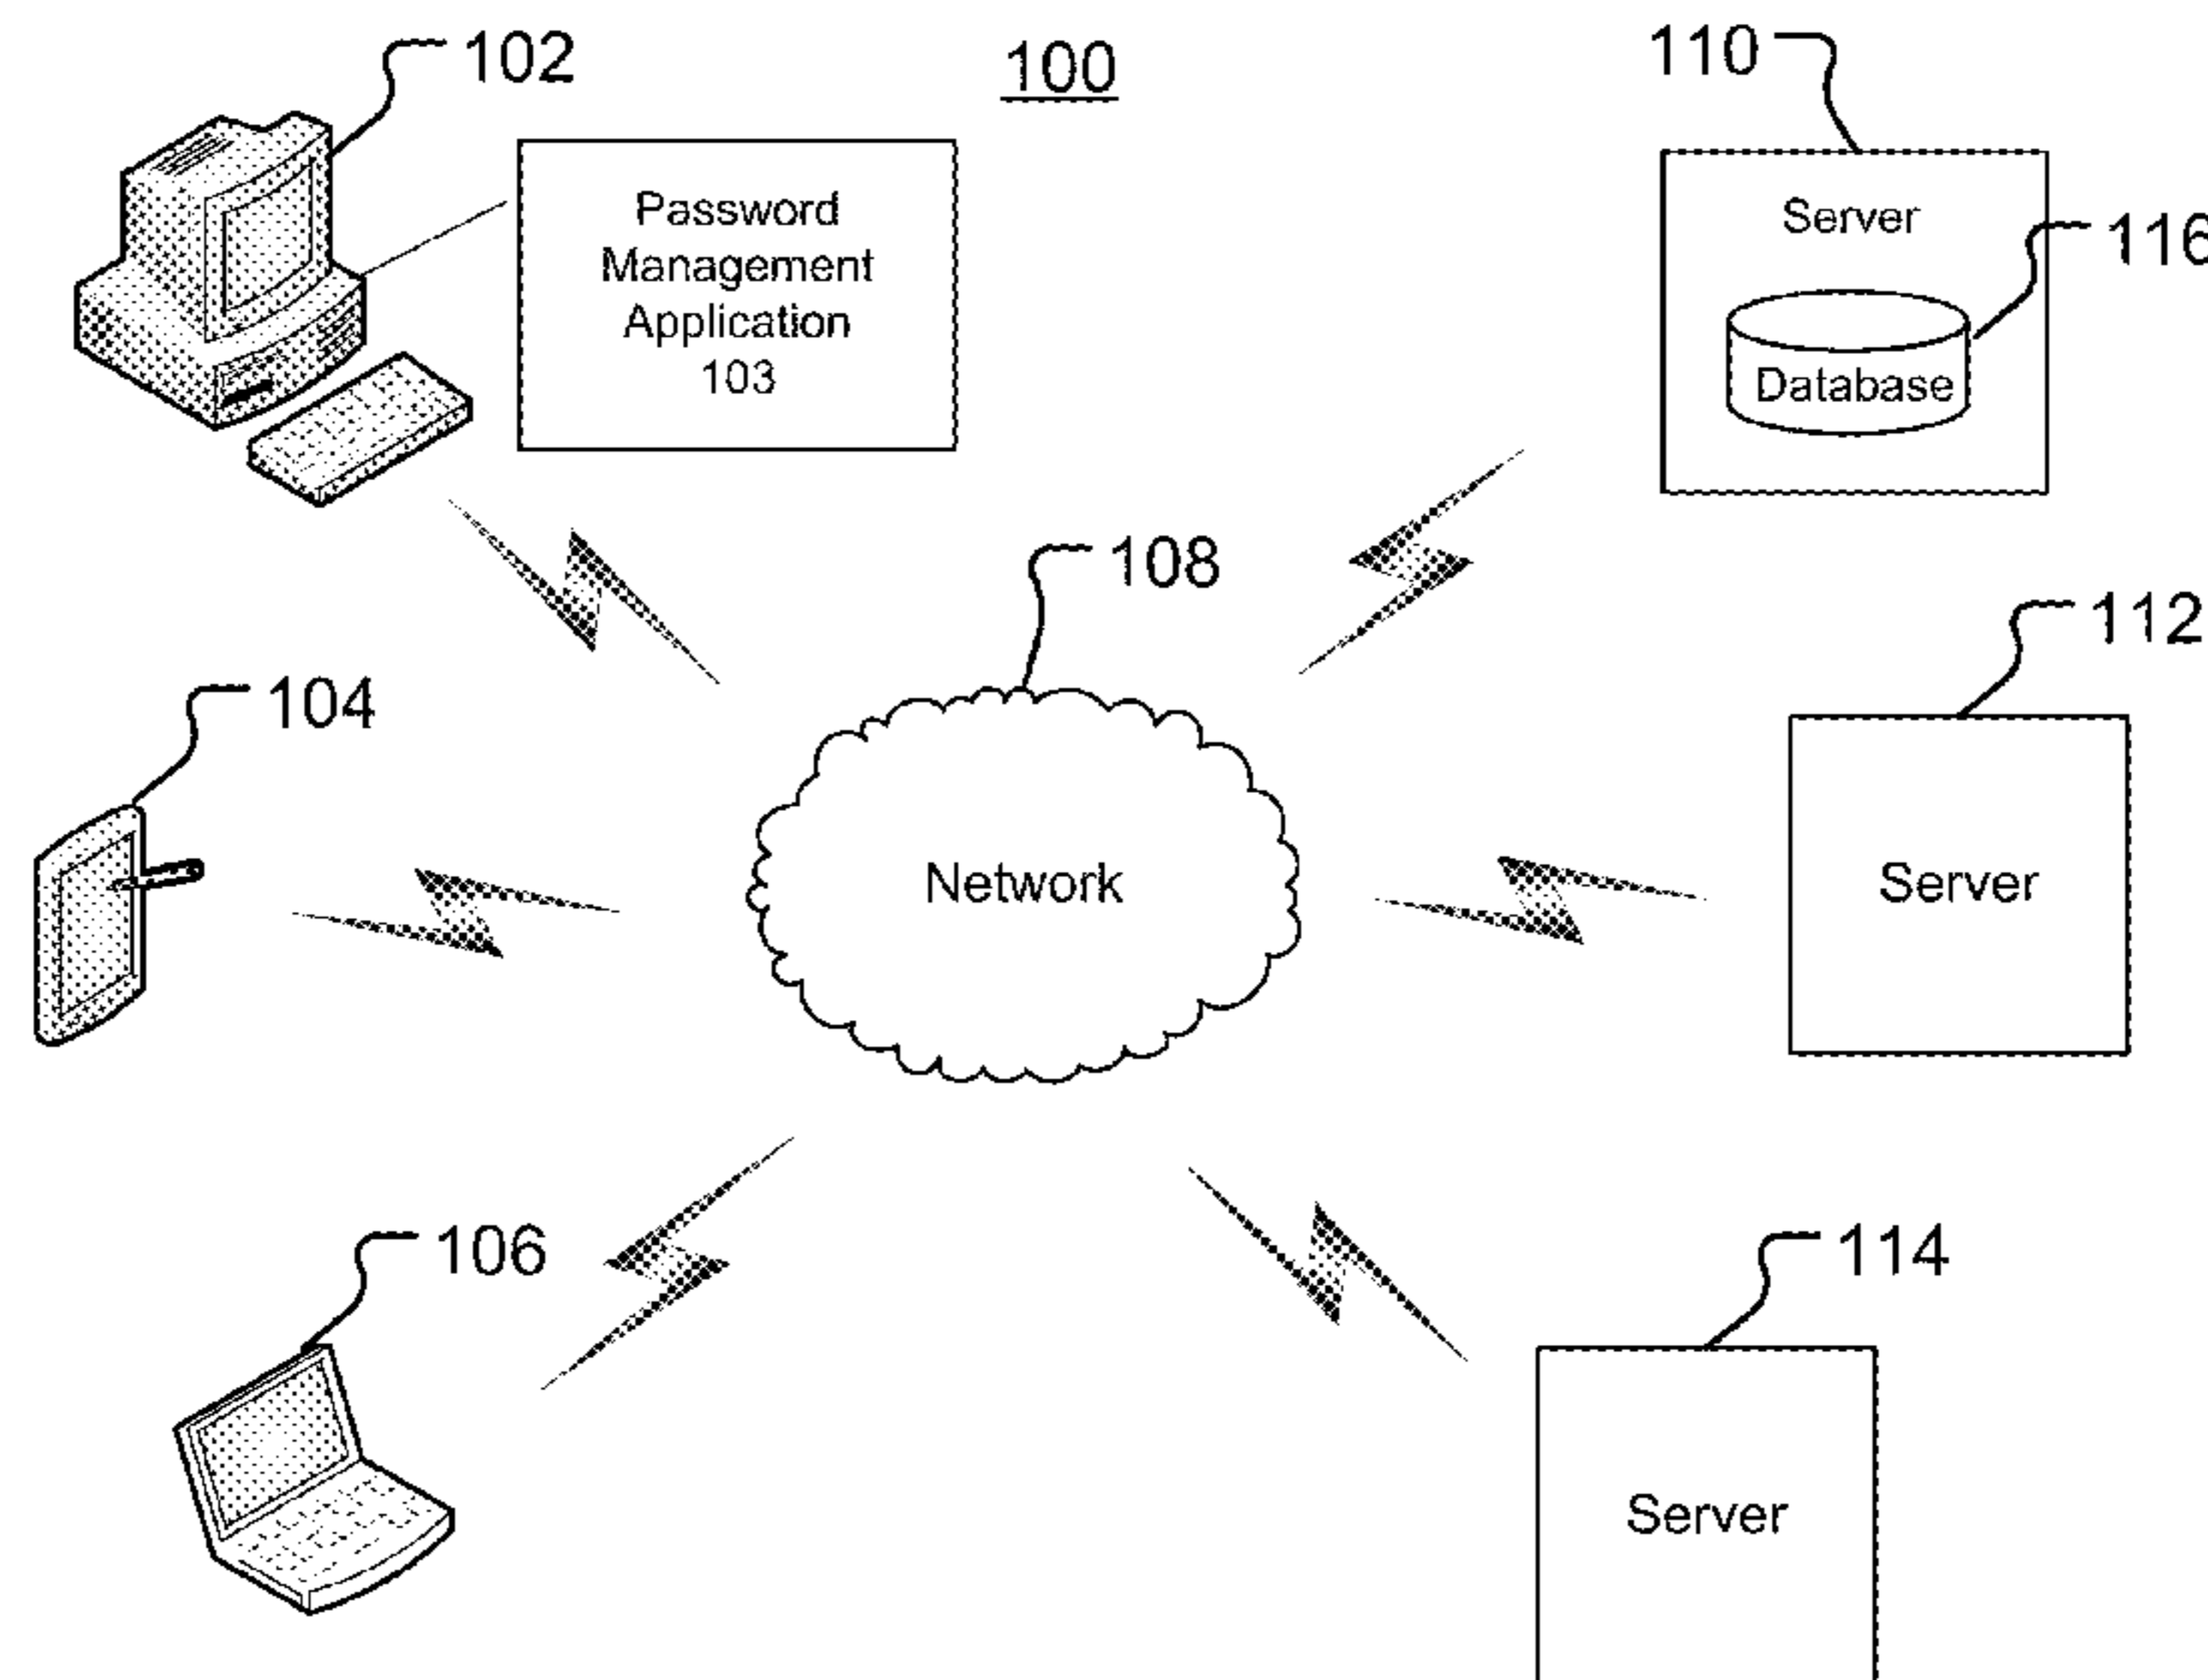 102
100
110
Password
Management
Application
103
Server
116
Database
108
112
104
Network
Server
106
114
Server